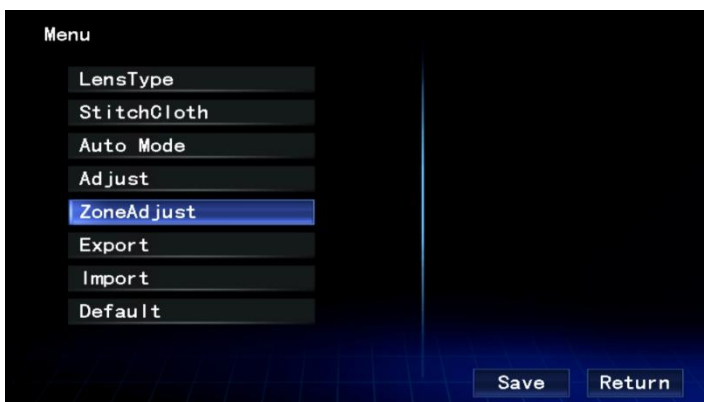 Menu
LensType
StitchCloth
Auto Mode
Adjust
ZoneAdjust
Export
Import
Default
Save Return